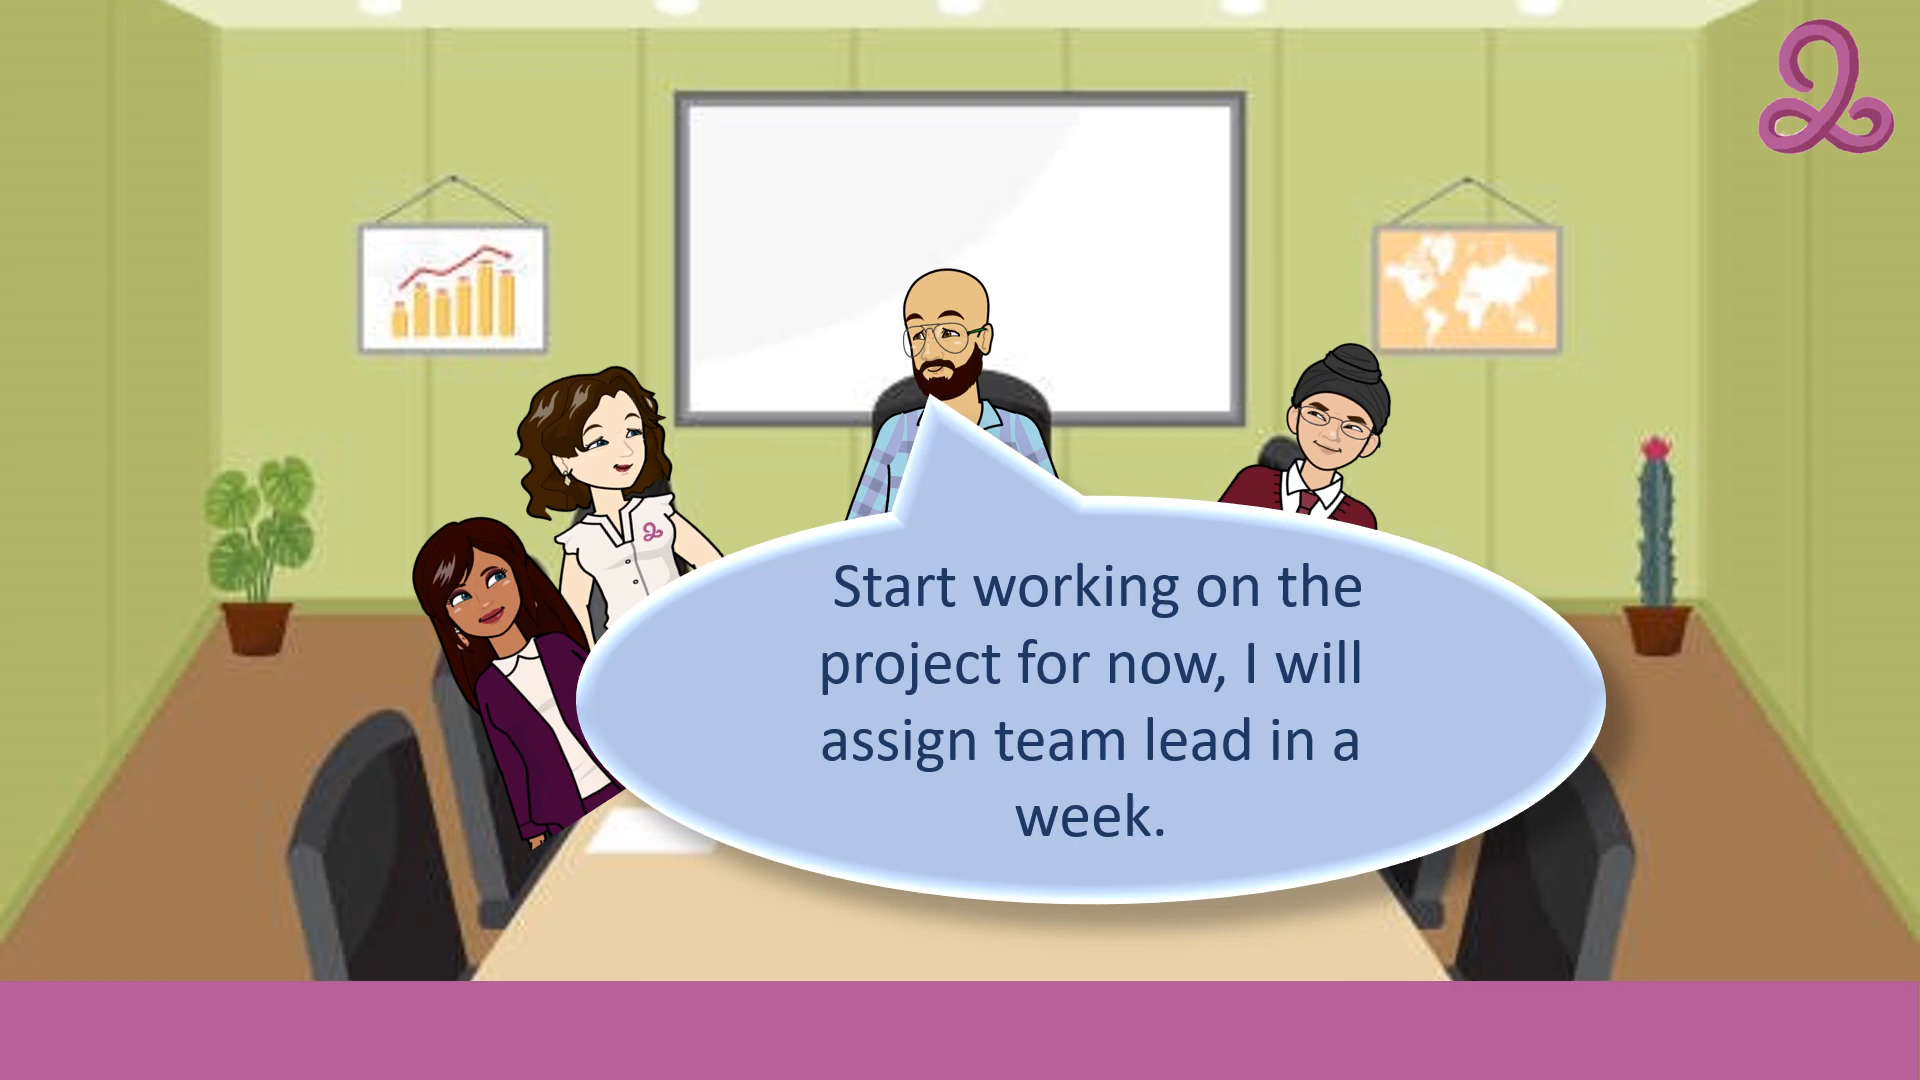 Start working on the
project for now, I will
assign team lead in a
week.